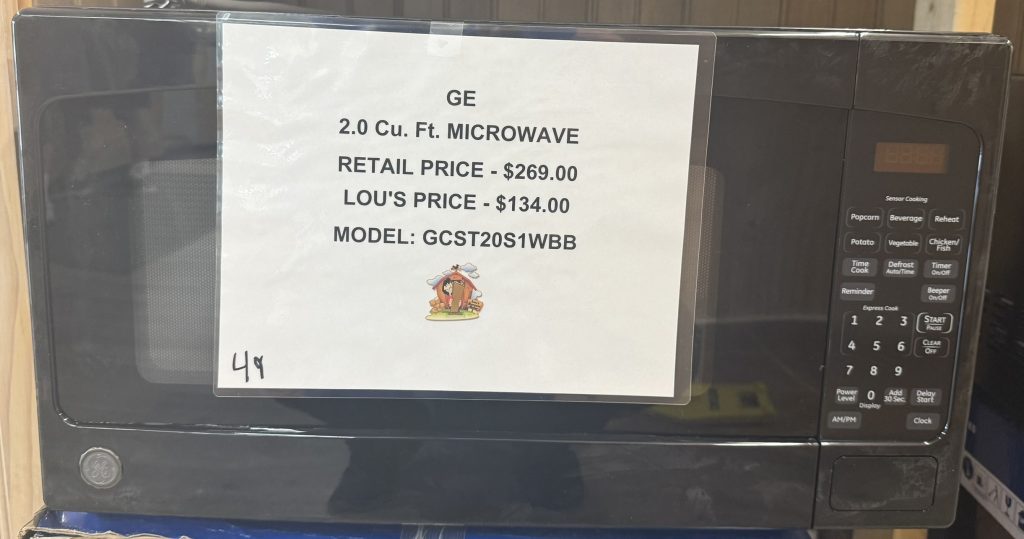 GE
2.0 Cu. Ft. MICROWAVE
RETAIL PRICE - $269.00
LOU'S PRICE - $134.00
MODEL: GCST20S1WBB
49
Sensor Cooking
Popcorn Beverage Reheat
Potato Vegetable Chicken/
Fish
Time Defrost Timer
Cook Auto/Time On/Off
Reminder Beeper
On/Off
Express Cook
1 2 3 START
PAUSE
4 5 6 CLEAR
OFF
7 8 9
Power 0 Add Delay
Level 30 Sec. Start
Display
AM/PM Clock
GE